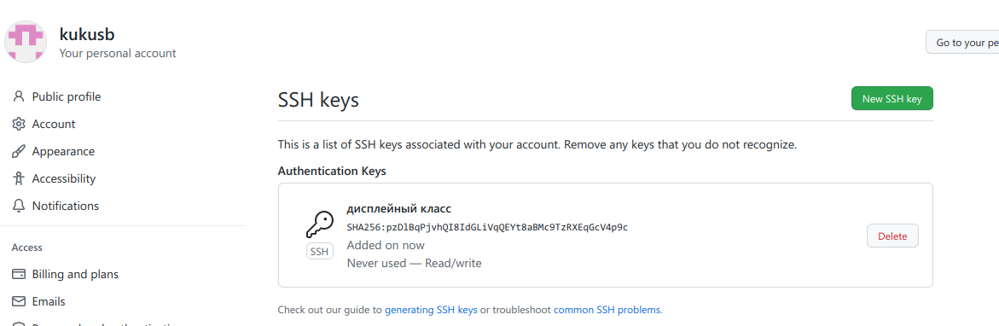 kukusb
Your personal account
Go to your pe
Public profile
Account
Appearance
Accessibility
Notifications
Access
Billing and plans
Emails
SSH keys
New SSH key
This is a list of SSH keys associated with your account. Remove any keys that you do not recognize.
Authentication Keys
дисплейный класс
SHA256:pzDlBqPjvhQI8IdGLiVqQEYt8aBMc9TzRXEqGcV4p9c
SSH
Added on now
Never used — Read/write
Delete
Check out our guide to generating SSH keys or troubleshoot common SSH problems.